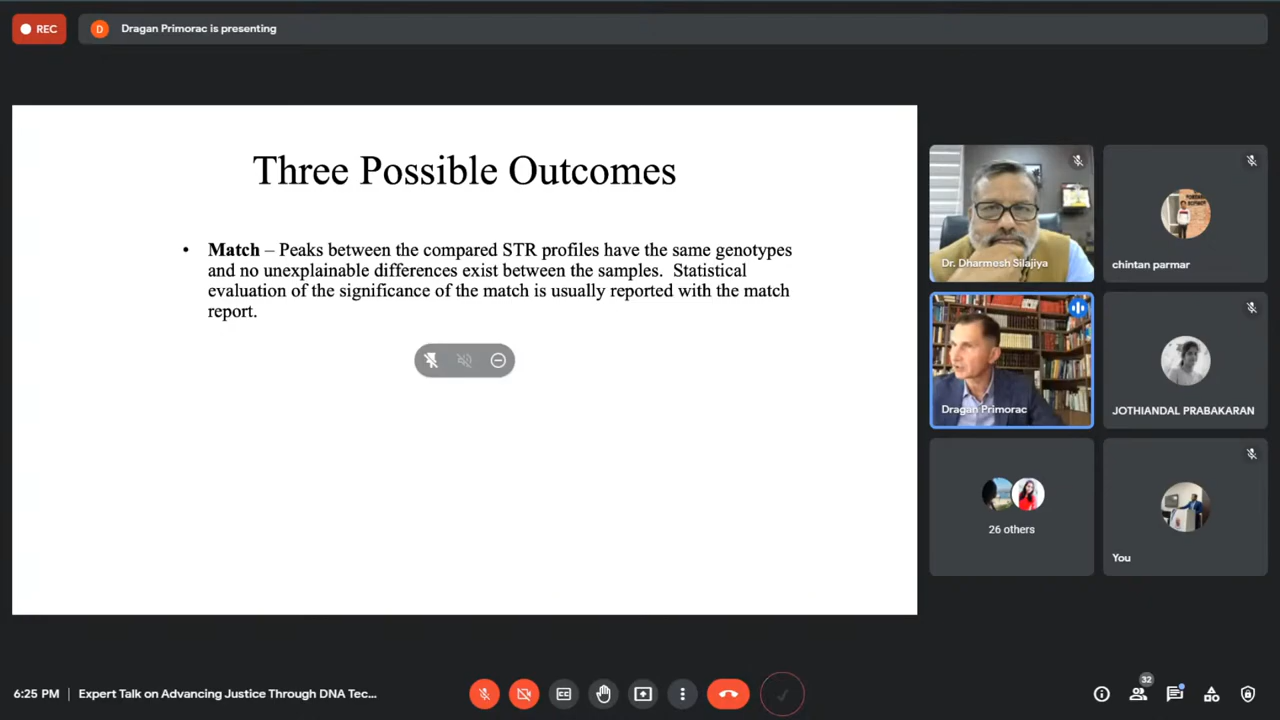 REC
D
Dragan Primorac is presenting
Three Possible Outcomes
• Match – Peaks between the compared STR profiles have the same genotypes
and no unexplainable differences exist between the samples.  Statistical
evaluation of the significance of the match is usually reported with the match
report.
Dr. Dharmesh Silajiya
chintan parmar
Dragan Primorac
JOTHIANDAL PRABAKARAN
26 others
You
6:25 PM | Expert Talk on Advancing Justice Through DNA Tec...
32